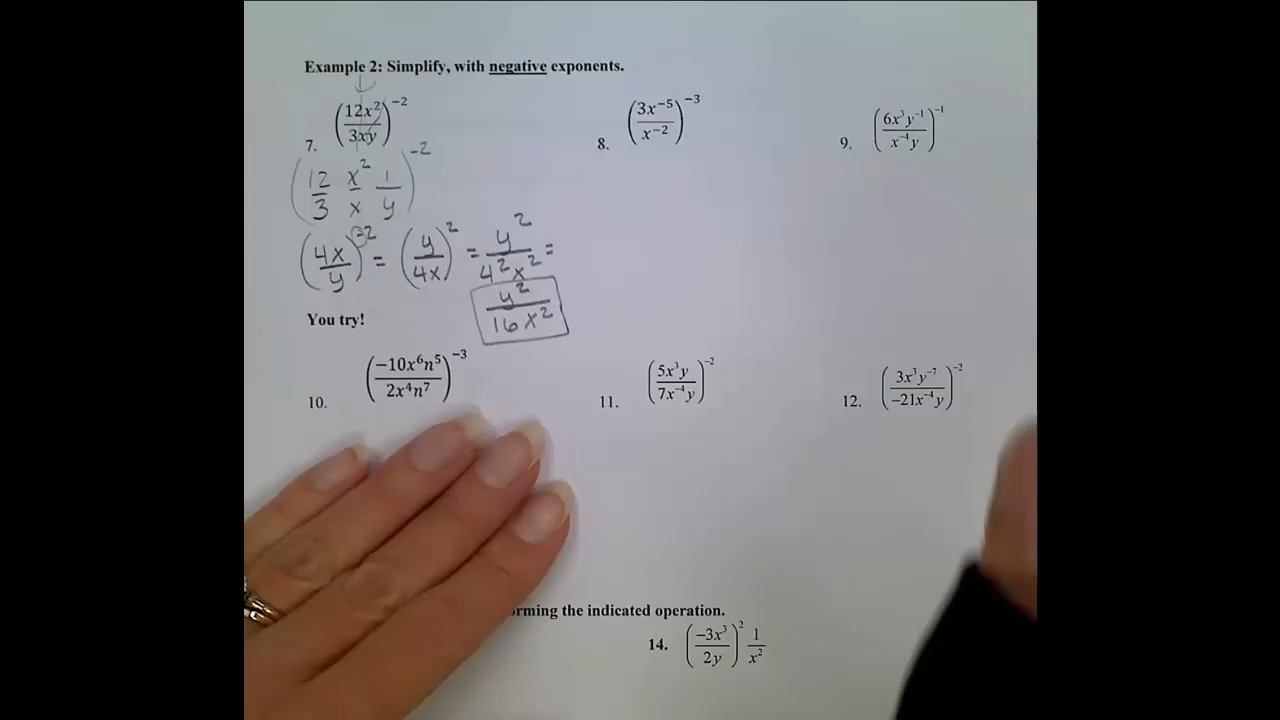 Example 2: Simplify, with negative exponents.
7. (12x²/3xy)⁻²
8. (3x⁻⁵/x⁻²)⁻³
9. (6x³y⁻¹/x⁻⁴y)⁻¹
(12/3 x²/x 1/y)⁻²
(4x/y)⁻² = (y/4x)² = y²/4²x² =
y²/16x²
You try!
10. (−10x⁶n⁵/2x⁴n⁷)⁻³
11. (5x³y/7x⁻⁴y)⁻²
12. (3x³y⁻⁷/−21x⁻⁴y)⁻²
orming the indicated operation.
14. (−3x³/2y)² 1/x²